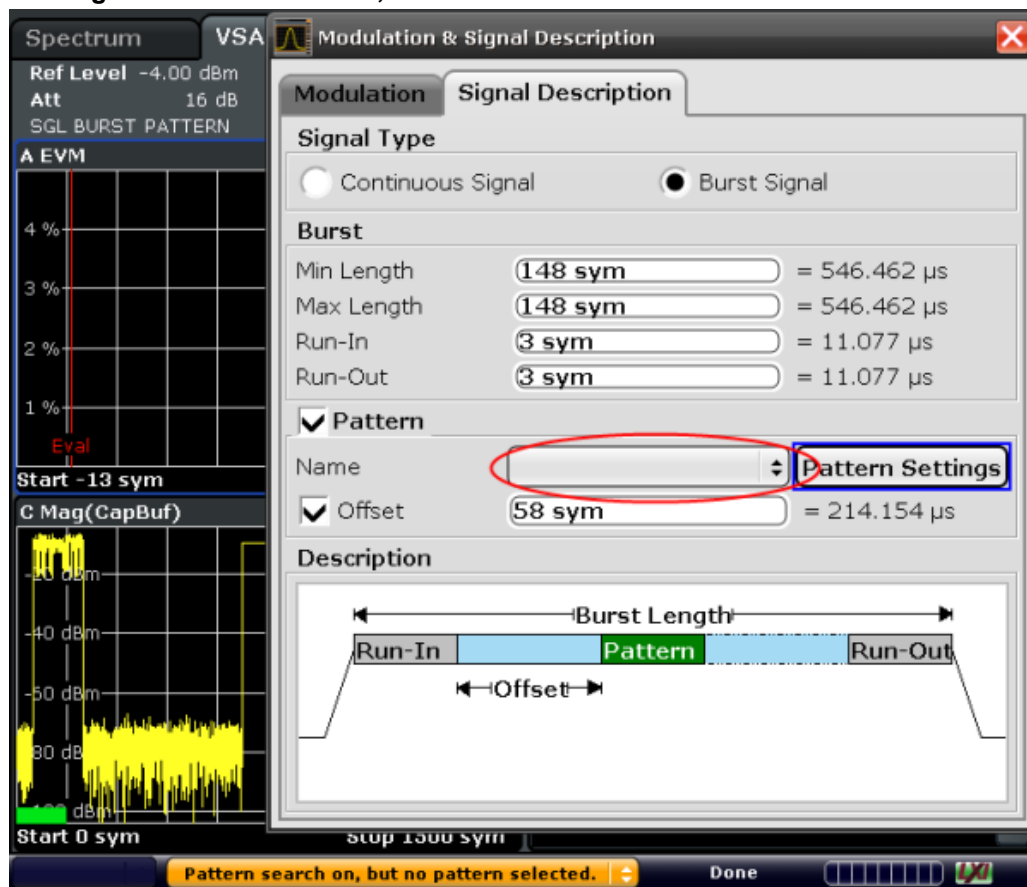 Spectrum VSA
Ref Level -4.00 dBm
Att 16 dB
SGL BURST PATTERN
A EVM
4 %
3 %
2 %
1 %
Eval
Start -13 sym
C Mag(CapBuf)
-40 dBm
Start 0 sym Stop 1500 sym
Modulation & Signal Description
Modulation Signal Description
Signal Type
Continuous Signal Burst Signal
Burst
Min Length 148 sym = 546.462 µs
Max Length 148 sym = 546.462 µs
Run-In 3 sym = 11.077 µs
Run-Out 3 sym = 11.077 µs
Pattern
Name Pattern Settings
Offset 58 sym = 214.154 µs
Description
Burst Length
Run-In Pattern Run-Out
Offset
Pattern search on, but no pattern selected. Done LXI